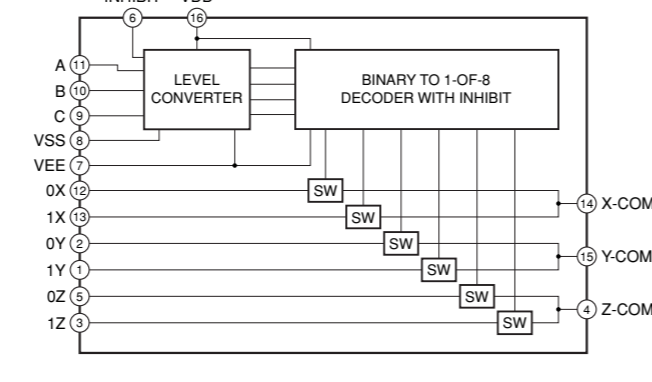 INHIBIT VDD
6 16
A 11
B 10
C 9
VSS 8
VEE 7
0X 12
1X 13
0Y 2
1Y 1
0Z 5
1Z 3
LEVEL
CONVERTER
BINARY TO 1-OF-8
DECODER WITH INHIBIT
SW
SW
SW
SW
SW
SW
14 X-COM
15 Y-COM
4 Z-COM